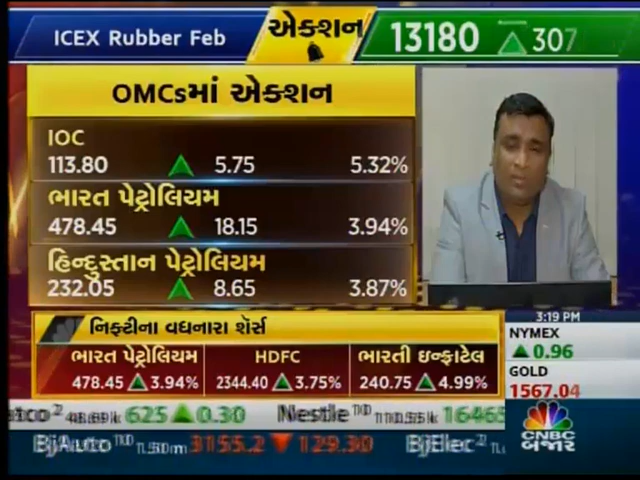 ICEX Rubber Feb
એક્શન
13180 307
OMCsમાં એક્શન
IOC
113.80 5.75 5.32%
ભારત પેટ્રોલિયમ
478.45 18.15 3.94%
હિન્દુસ્તાન પેટ્રોલિયમ
232.05 8.65 3.87%
નિફ્ટીના વધનારા શૅર્સ
ભારત પેટ્રોલિયમ HDFC ભારતી ઇન્ફ્રાટેલ
478.45 3.94% 2344.40 3.75% 240.75 4.99%
3:19 PM
NYMEX
0.96
GOLD
1567.04
625 0.30 Nestle 16465
BjAuto 3155.2 129.30 BjElec
CNBC
બજાર